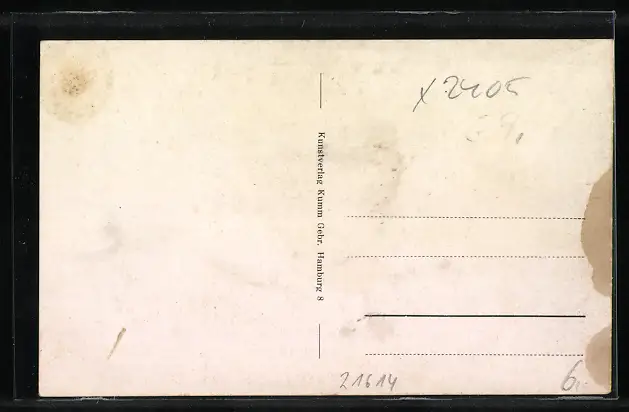 x 2405
Kunstverlag Kumm Gebr. Hamburg 8
21614
6,-